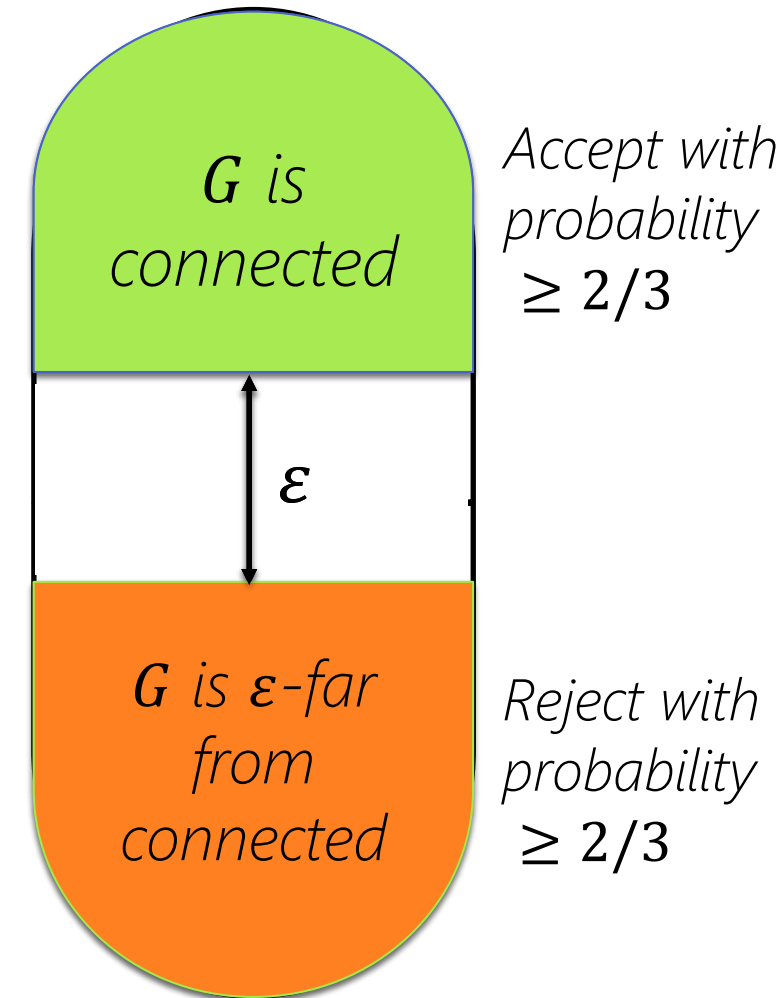 G is
connected
Accept with
probability
≥ 2/3
ε
G is ε-far
from
connected
Reject with
probability
≥ 2/3